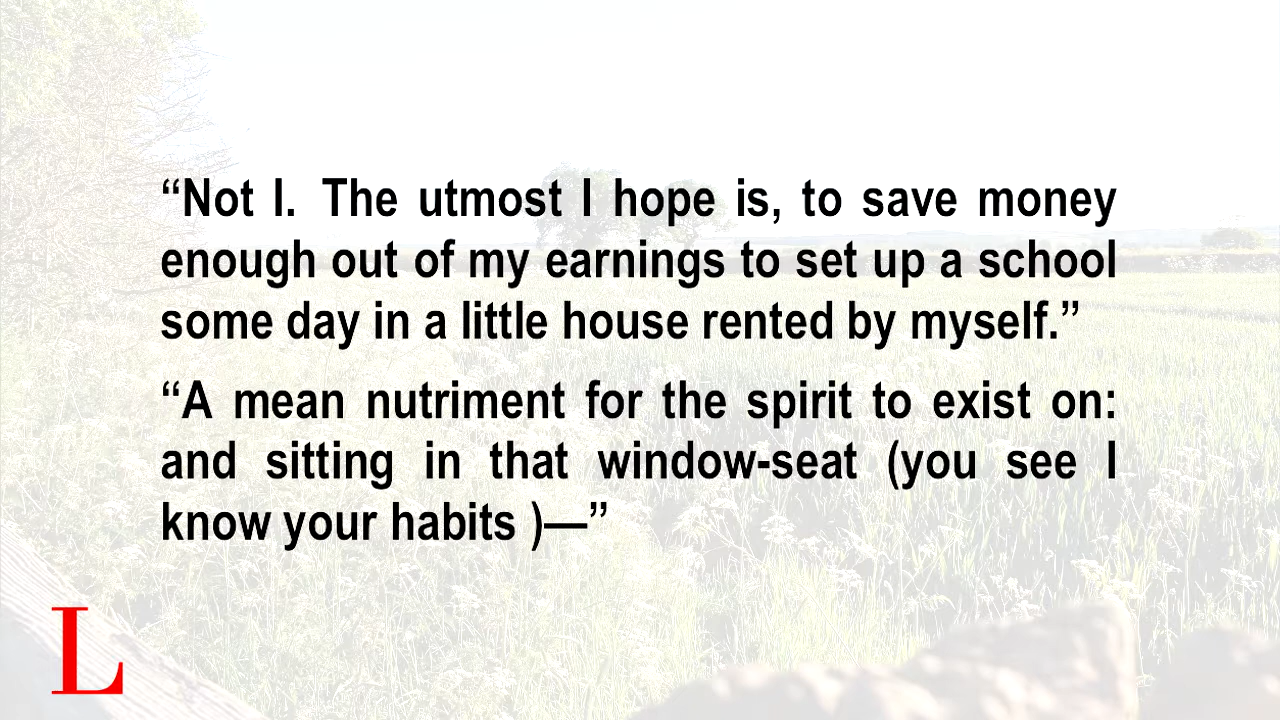 “Not I. The utmost I hope is, to save money
enough out of my earnings to set up a school
some day in a little house rented by myself.”
“A mean nutriment for the spirit to exist on:
and sitting in that window-seat (you see I
know your habits )—”
L